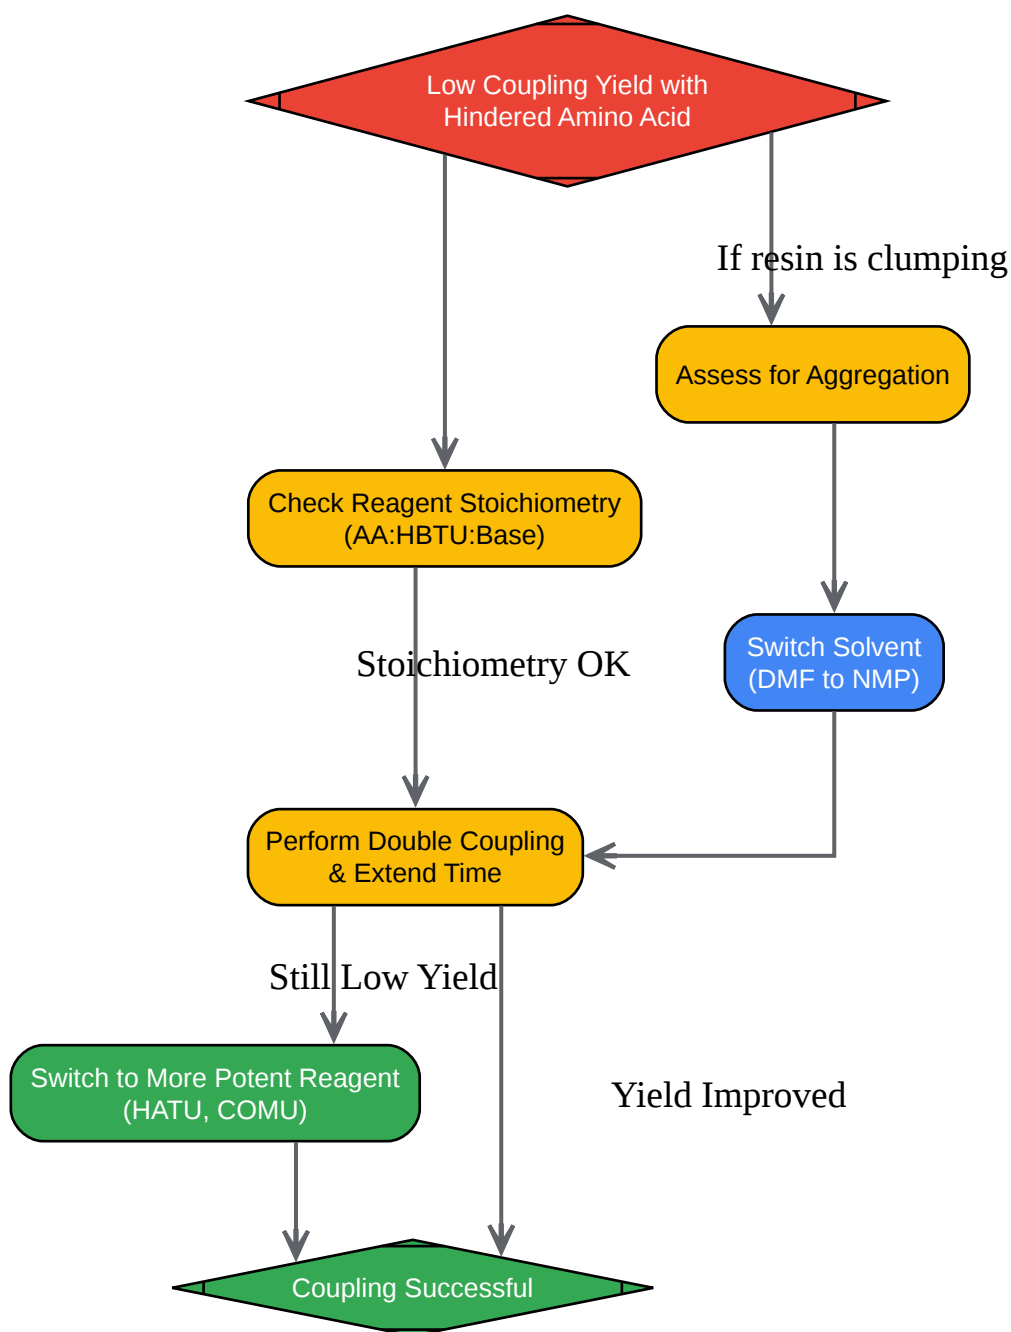 Low Coupling Yield with
Hindered Amino Acid
If resin is clumping
Assess for Aggregation
Check Reagent Stoichiometry
(AA:HBTU:Base)
Stoichiometry OK
Switch Solvent
(DMF to NMP)
Perform Double Coupling
& Extend Time
Still Low Yield
Switch to More Potent Reagent
(HATU, COMU)
Yield Improved
Coupling Successful